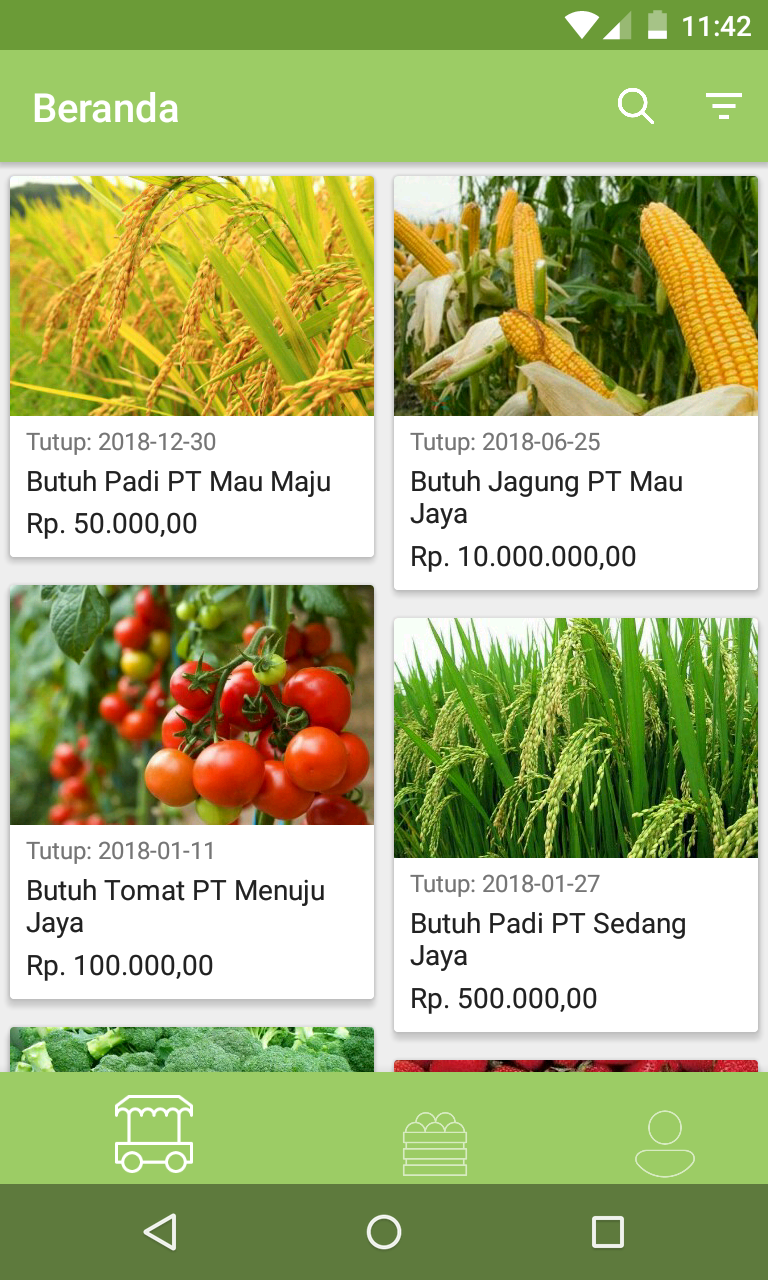 11:42
Beranda
Tutup: 2018-12-30
Butuh Padi PT Mau Maju
Rp. 50.000,00
Tutup: 2018-06-25
Butuh Jagung PT Mau
Jaya
Rp. 10.000.000,00
Tutup: 2018-01-11
Butuh Tomat PT Menuju
Jaya
Rp. 100.000,00
Tutup: 2018-01-27
Butuh Padi PT Sedang
Jaya
Rp. 500.000,00